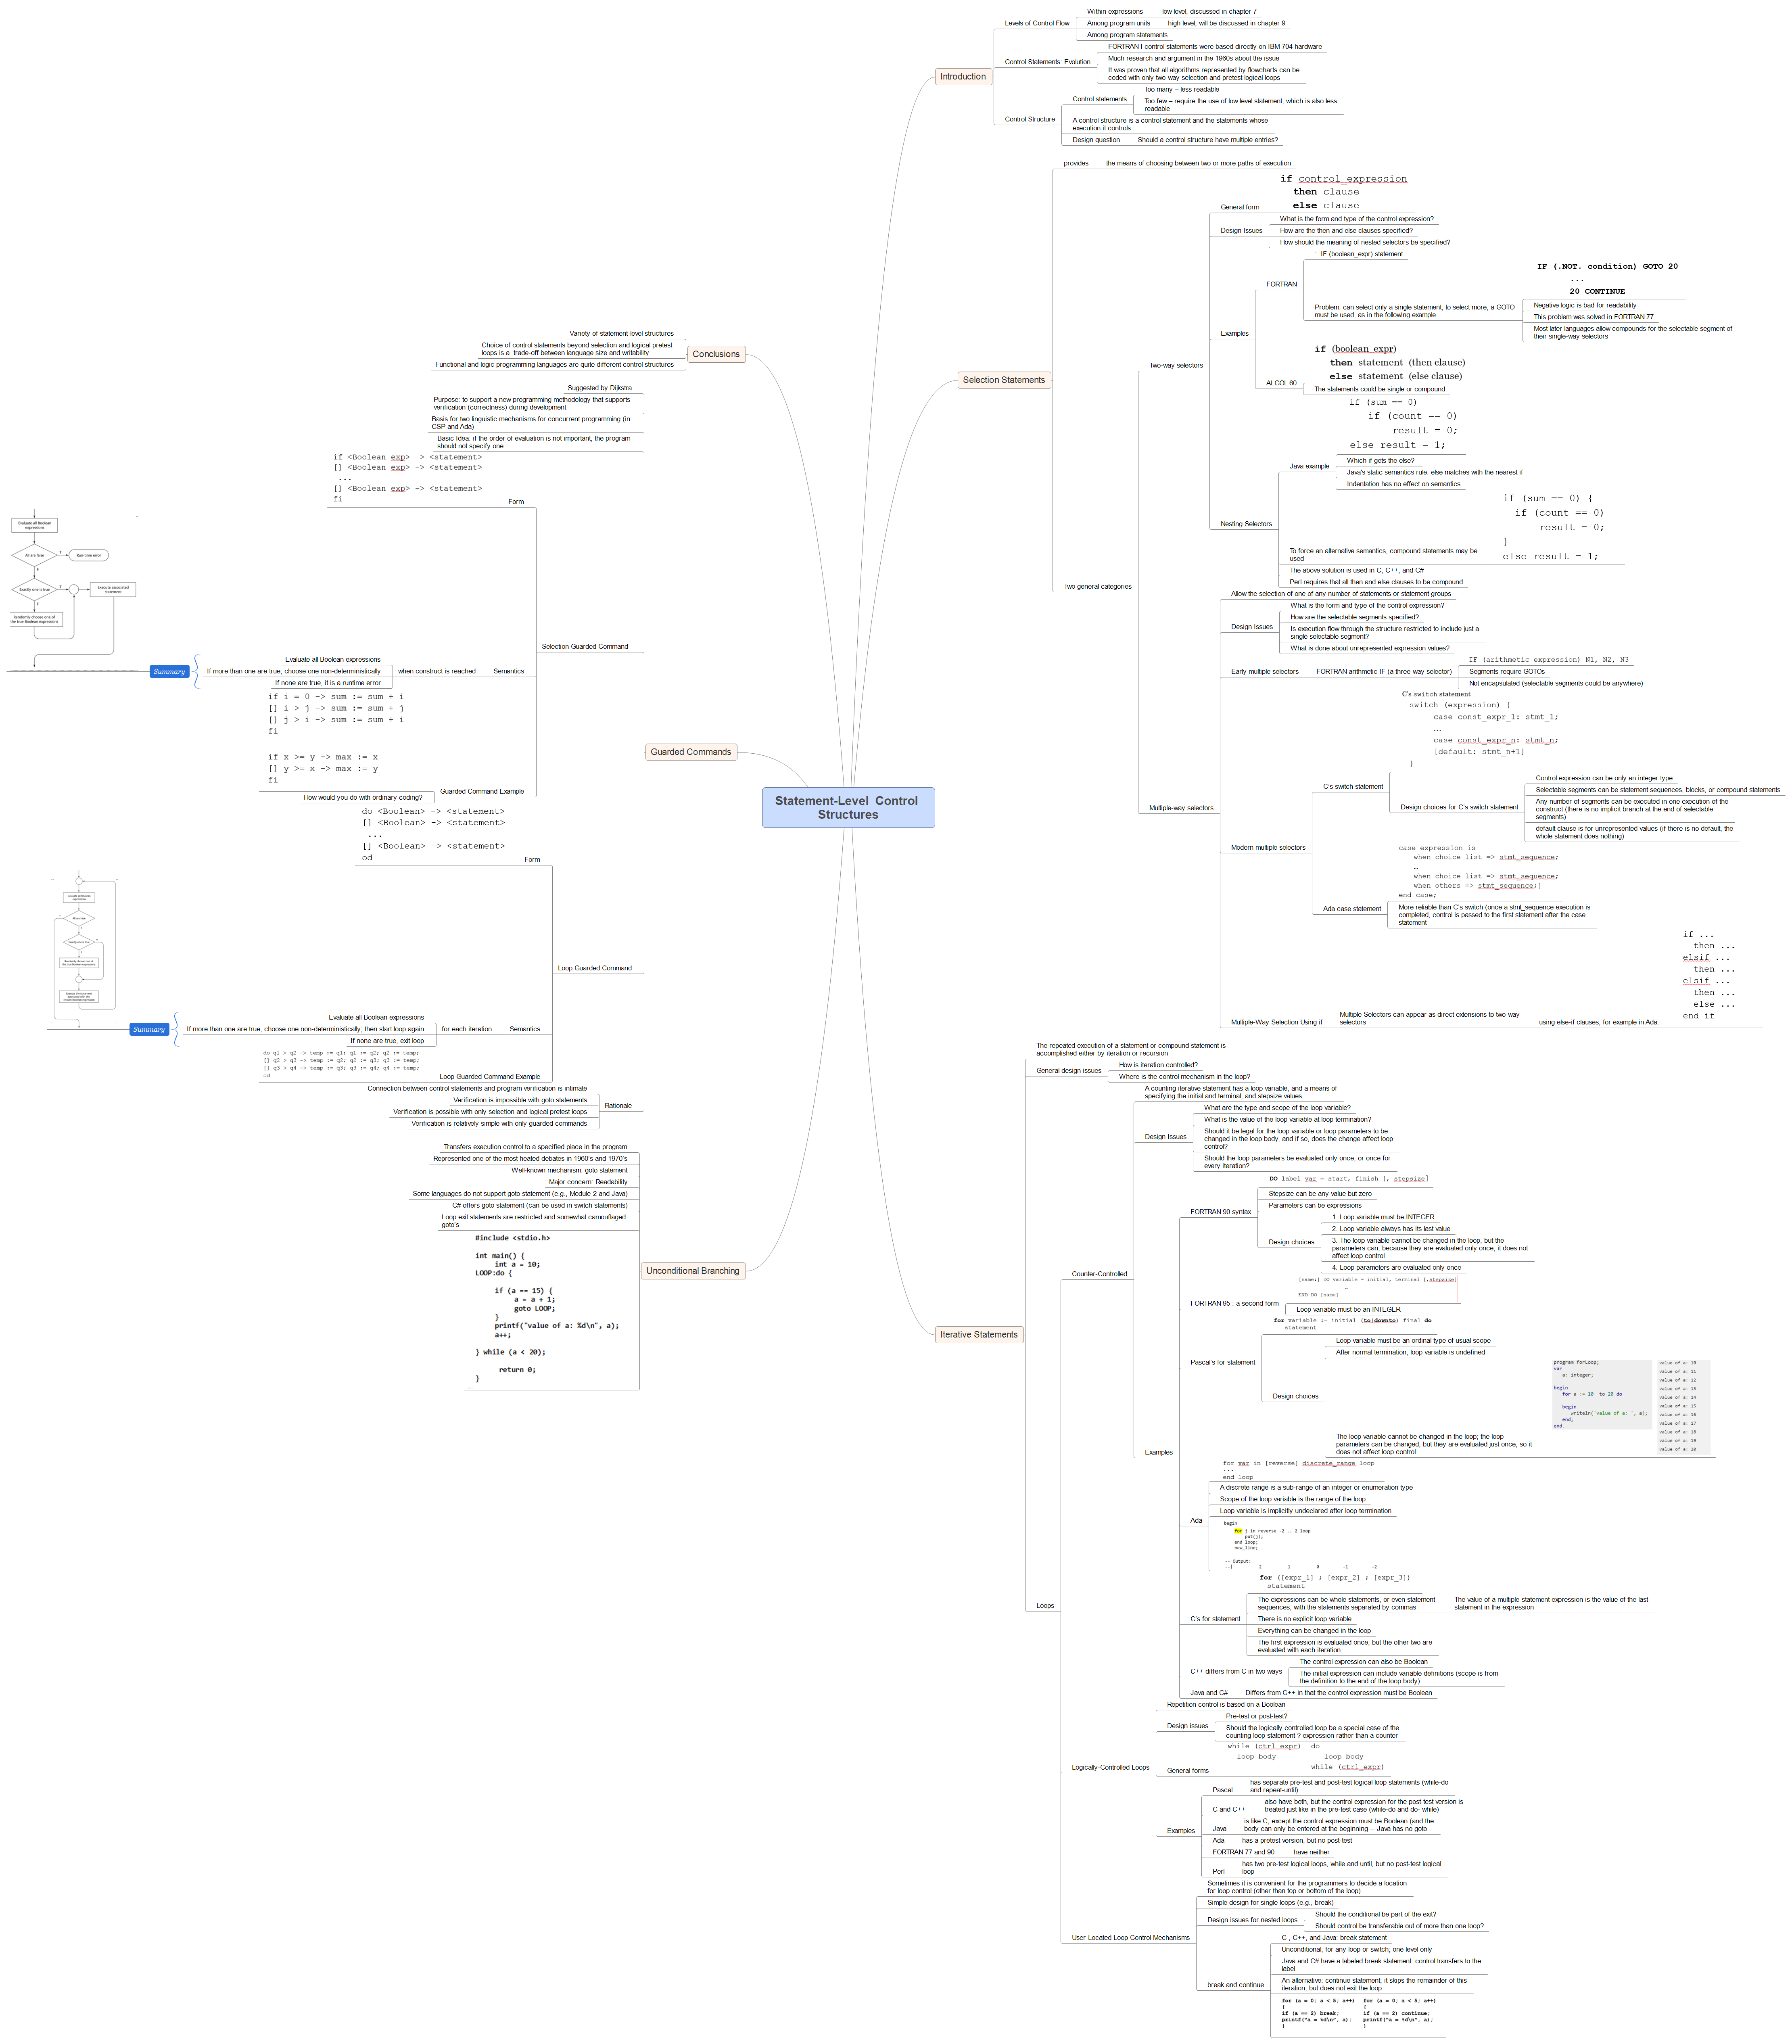 Statement-Level Control
Structures
Introduction
Levels of Control Flow
Within expressions
low level, discussed in chapter 7
Among program units
high level, will be discussed in chapter 9
Among program statements
Control Statements: Evolution
FORTRAN I control statements were based directly on IBM 704 hardware
Much research and argument in the 1960s about the issue
It was proven that all algorithms represented by flowcharts can be
coded with only two-way selection and pretest logical loops
Control Structure
Control statements
Too many – less readable
Too few – require the use of low level statement, which is also less
readable
A control structure is a control statement and the statements whose
execution it controls
Design question
Should a control structure have multiple entries?
Selection Statements
provides
the means of choosing between two or more paths of execution
Two general categories
Two-way selectors
General form
if control_expression
then clause
else clause
Design Issues
What is the form and type of the control expression?
How are the then and else clauses specified?
How should the meaning of nested selectors be specified?
Examples
FORTRAN
: IF (boolean_expr) statement
Problem: can select only a single statement; to select more, a GOTO
must be used, as in the following example
IF (.NOT. condition) GOTO 20
...
20 CONTINUE
Negative logic is bad for readability
This problem was solved in FORTRAN 77
Most later languages allow compounds for the selectable segment of
their single-way selectors
ALGOL 60
if (boolean_expr)
then statement (then clause)
else statement (else clause)
The statements could be single or compound
Nesting Selectors
Java example
if (sum == 0)
if (count == 0)
result = 0;
else result = 1;
Which if gets the else?
Java's static semantics rule: else matches with the nearest if
Indentation has no effect on semantics
To force an alternative semantics, compound statements may be
used
if (sum == 0) {
if (count == 0)
result = 0;
}
else result = 1;
The above solution is used in C, C++, and C#
Perl requires that all then and else clauses to be compound
Multiple-way selectors
Allow the selection of one of any number of statements or statement groups
Design Issues
What is the form and type of the control expression?
How are the selectable segments specified?
Is execution flow through the structure restricted to include just a
single selectable segment?
What is done about unrepresented expression values?
Early multiple selectors
FORTRAN arithmetic IF (a three-way selector)
IF (arithmetic expression) N1, N2, N3
Segments require GOTOs
Not encapsulated (selectable segments could be anywhere)
Modern multiple selectors
C's switch statement
C's switch statement
switch (expression) {
case const_expr_1: stmt_1;
…
case const_expr_n: stmt_n;
[default: stmt_n+1]
}
Design choices for C's switch statement
Control expression can be only an integer type
Selectable segments can be statement sequences, blocks, or compound statements
Any number of segments can be executed in one execution of the
construct (there is no implicit branch at the end of selectable
segments)
default clause is for unrepresented values (if there is no default, the
whole statement does nothing)
Ada case statement
case expression is
when choice list => stmt_sequence;
…
when choice list => stmt_sequence;
when others => stmt_sequence;]
end case;
More reliable than C's switch (once a stmt_sequence execution is
completed, control is passed to the first statement after the case
statement
Multiple-Way Selection Using if
Multiple Selectors can appear as direct extensions to two-way
selectors
using else-if clauses, for example in Ada:
if ...
then ...
elsif ...
then ...
elsif ...
then ...
else ...
end if
Iterative Statements
The repeated execution of a statement or compound statement is
accomplished either by iteration or recursion
General design issues
How is iteration controlled?
Where is the control mechanism in the loop?
Loops
Counter-Controlled
A counting iterative statement has a loop variable, and a means of
specifying the initial and terminal, and stepsize values
Design Issues
What are the type and scope of the loop variable?
What is the value of the loop variable at loop termination?
Should it be legal for the loop variable or loop parameters to be
changed in the loop body, and if so, does the change affect loop
control?
Should the loop parameters be evaluated only once, or once for
every iteration?
Examples
FORTRAN 90 syntax
DO label var = start, finish [, stepsize]
Stepsize can be any value but zero
Parameters can be expressions
Design choices
1. Loop variable must be INTEGER
2. Loop variable always has its last value
3. The loop variable cannot be changed in the loop, but the
parameters can; because they are evaluated only once, it does not
affect loop control
4. Loop parameters are evaluated only once
FORTRAN 95 : a second form
[name:] DO variable = initial, terminal [,stepsize]
…
END DO [name]
Loop variable must be an INTEGER
Pascal's for statement
for variable := initial (to|downto) final do
statement
Design choices
Loop variable must be an ordinal type of usual scope
After normal termination, loop variable is undefined
The loop variable cannot be changed in the loop; the loop
parameters can be changed, but they are evaluated just once, so it
does not affect loop control
program forLoop;
var
a: integer;
begin
for a := 10 to 20 do
begin
writeln('value of a: ', a);
end;
end.
value of a: 10
value of a: 11
value of a: 12
value of a: 13
value of a: 14
value of a: 15
value of a: 16
value of a: 17
value of a: 18
value of a: 19
value of a: 20
Ada
for var in [reverse] discrete_range loop
...
end loop
A discrete range is a sub-range of an integer or enumeration type
Scope of the loop variable is the range of the loop
Loop variable is implicitly undeclared after loop termination
begin
for j in reverse -2 .. 2 loop
put(j);
end loop;
new_line;
-- Output:
--| 2 1 0 -1 -2
C's for statement
for ([expr_1] ; [expr_2] ; [expr_3])
statement
The expressions can be whole statements, or even statement
sequences, with the statements separated by commas
The value of a multiple-statement expression is the value of the last
statement in the expression
There is no explicit loop variable
Everything can be changed in the loop
The first expression is evaluated once, but the other two are
evaluated with each iteration
C++ differs from C in two ways
The control expression can also be Boolean
The initial expression can include variable definitions (scope is from
the definition to the end of the loop body)
Java and C#
Differs from C++ in that the control expression must be Boolean
Logically-Controlled Loops
Repetition control is based on a Boolean
Design issues
Pre-test or post-test?
Should the logically controlled loop be a special case of the
counting loop statement ? expression rather than a counter
General forms
while (ctrl_expr)
loop body
do
loop body
while (ctrl_expr)
Examples
Pascal
has separate pre-test and post-test logical loop statements (while-do
and repeat-until)
C and C++
also have both, but the control expression for the post-test version is
treated just like in the pre-test case (while-do and do- while)
Java
is like C, except the control expression must be Boolean (and the
body can only be entered at the beginning -- Java has no goto
Ada
has a pretest version, but no post-test
FORTRAN 77 and 90
have neither
Perl
has two pre-test logical loops, while and until, but no post-test logical
loop
User-Located Loop Control Mechanisms
Sometimes it is convenient for the programmers to decide a location
for loop control (other than top or bottom of the loop)
Simple design for single loops (e.g., break)
Design issues for nested loops
Should the conditional be part of the exit?
Should control be transferable out of more than one loop?
break and continue
C , C++, and Java: break statement
Unconditional; for any loop or switch; one level only
Java and C# have a labeled break statement: control transfers to the
label
An alternative: continue statement; it skips the remainder of this
iteration, but does not exit the loop
for (a = 0; a < 5; a++)
{
if (a == 2) break;
printf("a = %d\n", a);
}
for (a = 0; a < 5; a++)
{
if (a == 2) continue;
printf("a = %d\n", a);
}
Conclusions
Variety of statement-level structures
Choice of control statements beyond selection and logical pretest
loops is a trade-off between language size and writability
Functional and logic programming languages are quite different control structures
Guarded Commands
Suggested by Dijkstra
Purpose: to support a new programming methodology that supports
verification (correctness) during development
Basis for two linguistic mechanisms for concurrent programming (in
CSP and Ada)
Basic Idea: if the order of evaluation is not important, the program
should not specify one
Selection Guarded Command
Form
if <Boolean exp> -> <statement>
[] <Boolean exp> -> <statement>
...
[] <Boolean exp> -> <statement>
fi
Semantics
when construct is reached
Evaluate all Boolean expressions
If more than one are true, choose one non-deterministically
If none are true, it is a runtime error
Summary
Evaluate all Boolean
expressions
All are false
T
Run-time error
F
Exactly one is true
T
Execute associated
statement
F
Randomly choose one of
the true Boolean expressions
Guarded Command Example
if i = 0 -> sum := sum + i
[] i > j -> sum := sum + j
[] j > i -> sum := sum + i
fi
if x >= y -> max := x
[] y >= x -> max := y
fi
How would you do with ordinary coding?
Loop Guarded Command
Form
do <Boolean> -> <statement>
[] <Boolean> -> <statement>
...
[] <Boolean> -> <statement>
od
Semantics
for each iteration
Evaluate all Boolean expressions
If more than one are true, choose one non-deterministically; then start loop again
If none are true, exit loop
Summary
Evaluate all Boolean
expressions
All are false
Exactly one is true
Randomly choose one of
the true Boolean expressions
Execute the statement
associated with the
chosen Boolean expression
Loop Guarded Command Example
do q1 > q2 -> temp := q1; q1 := q2; q2 := temp;
[] q2 > q3 -> temp := q2; q2 := q3; q3 := temp;
[] q3 > q4 -> temp := q3; q3 := q4; q4 := temp;
od
Rationale
Connection between control statements and program verification is intimate
Verification is impossible with goto statements
Verification is possible with only selection and logical pretest loops
Verification is relatively simple with only guarded commands
Unconditional Branching
Transfers execution control to a specified place in the program
Represented one of the most heated debates in 1960's and 1970's
Well-known mechanism: goto statement
Major concern: Readability
Some languages do not support goto statement (e.g., Module-2 and Java)
C# offers goto statement (can be used in switch statements)
Loop exit statements are restricted and somewhat camouflaged
goto's
#include <stdio.h>
int main() {
int a = 10;
LOOP:do {
if (a == 15) {
a = a + 1;
goto LOOP;
}
printf("value of a: %d\n", a);
a++;
} while (a < 20);
return 0;
}